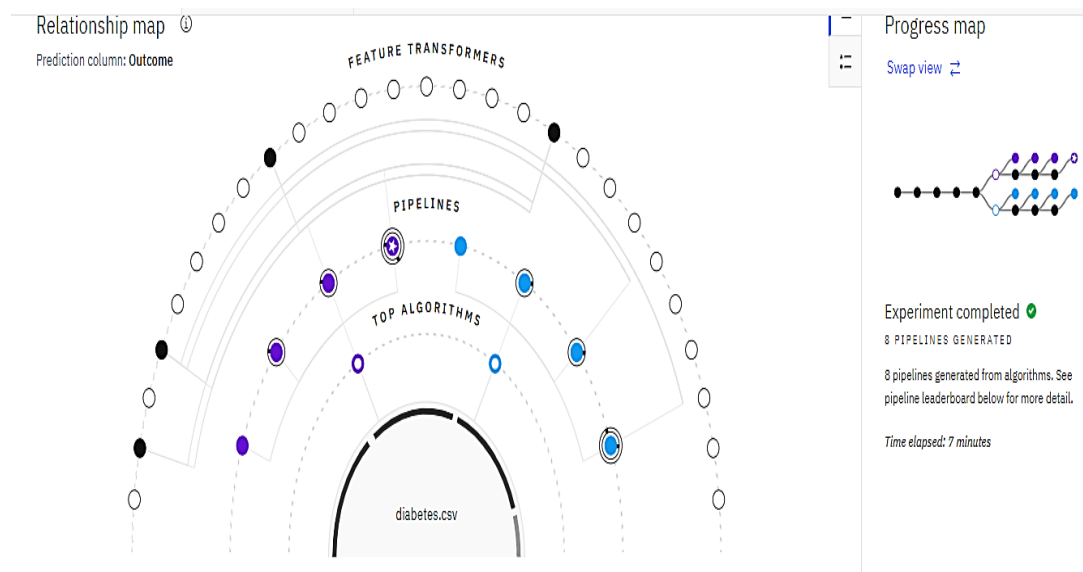 Relationship map
Prediction column: Outcome
FEATURE TRANSFORMERS
PIPELINES
TOP ALGORITHMS
diabetes.csv
Progress map
Swap view
Experiment completed
8 PIPELINES GENERATED
8 pipelines generated from algorithms. See
pipeline leaderboard below for more detail.
Time elapsed: 7 minutes